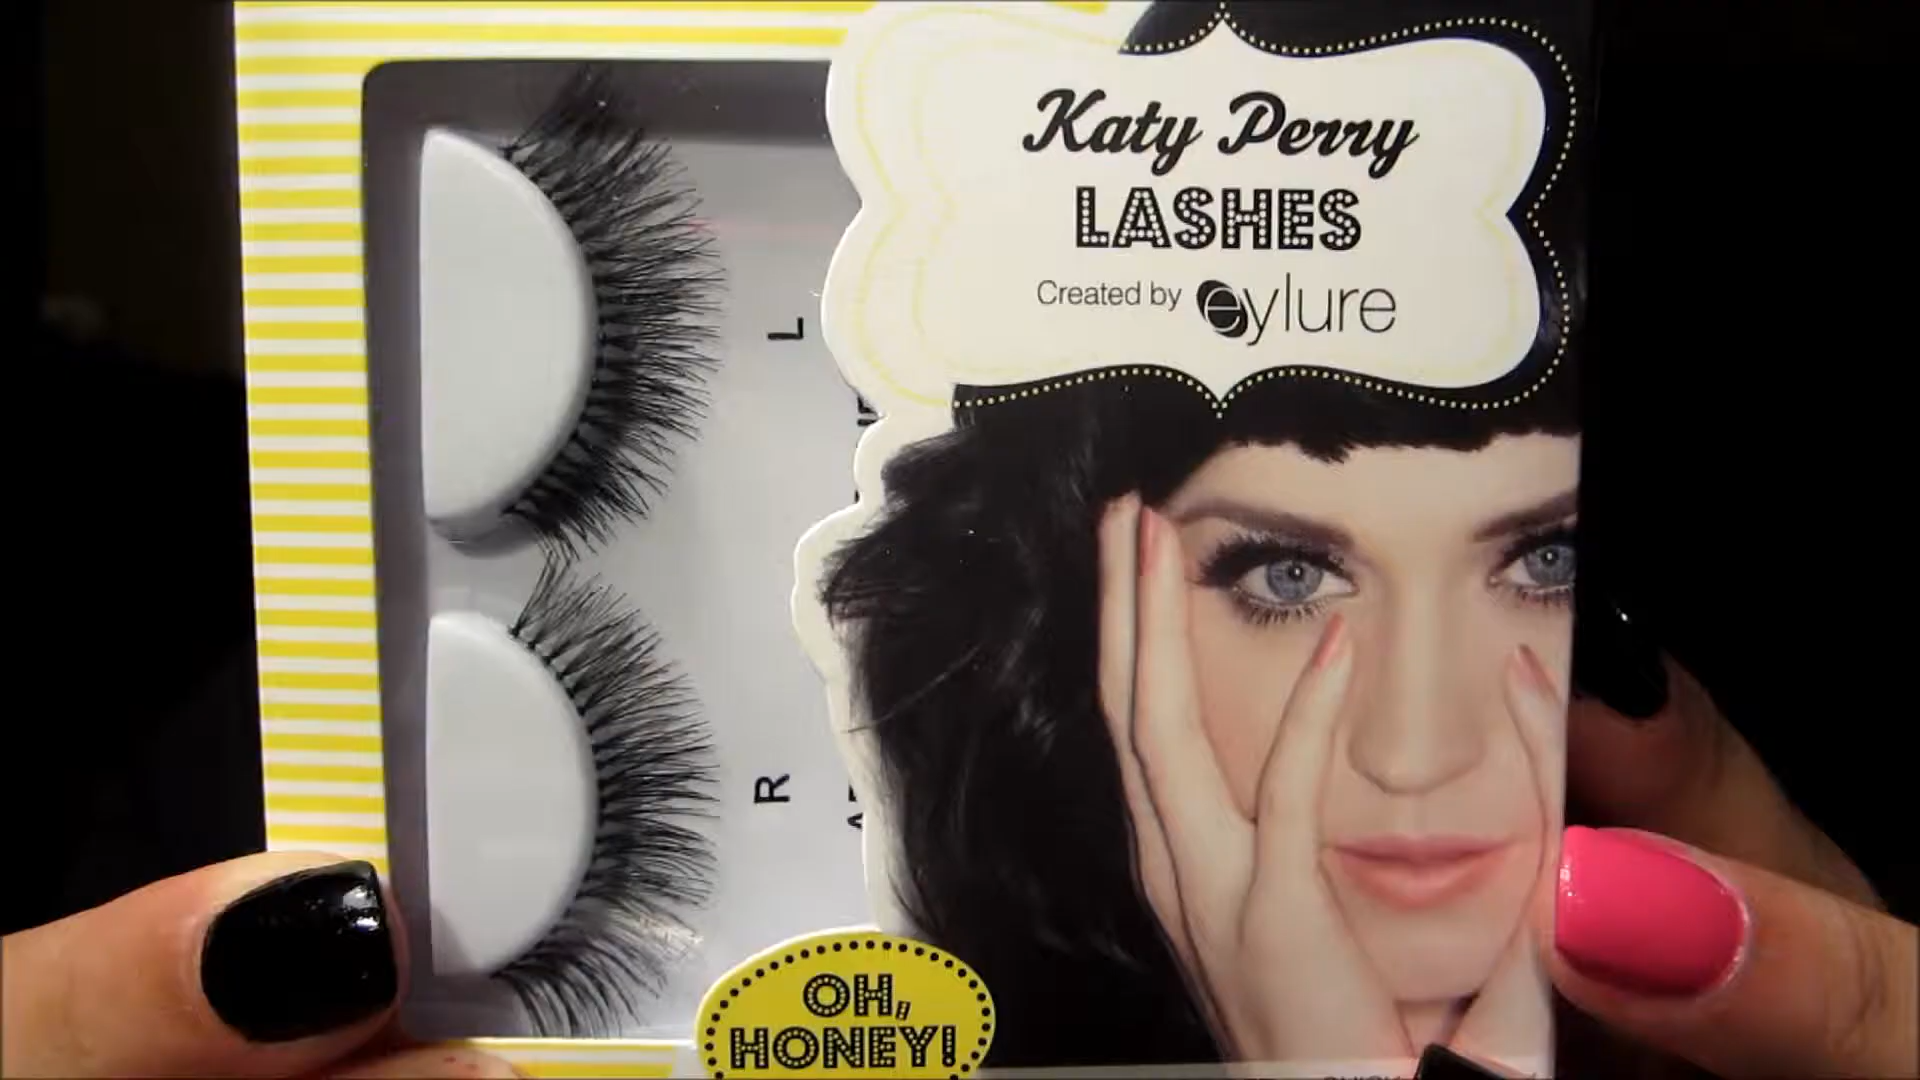 Katy Perry
LASHES
Created by eylure
L
R
OH,
HONEY!